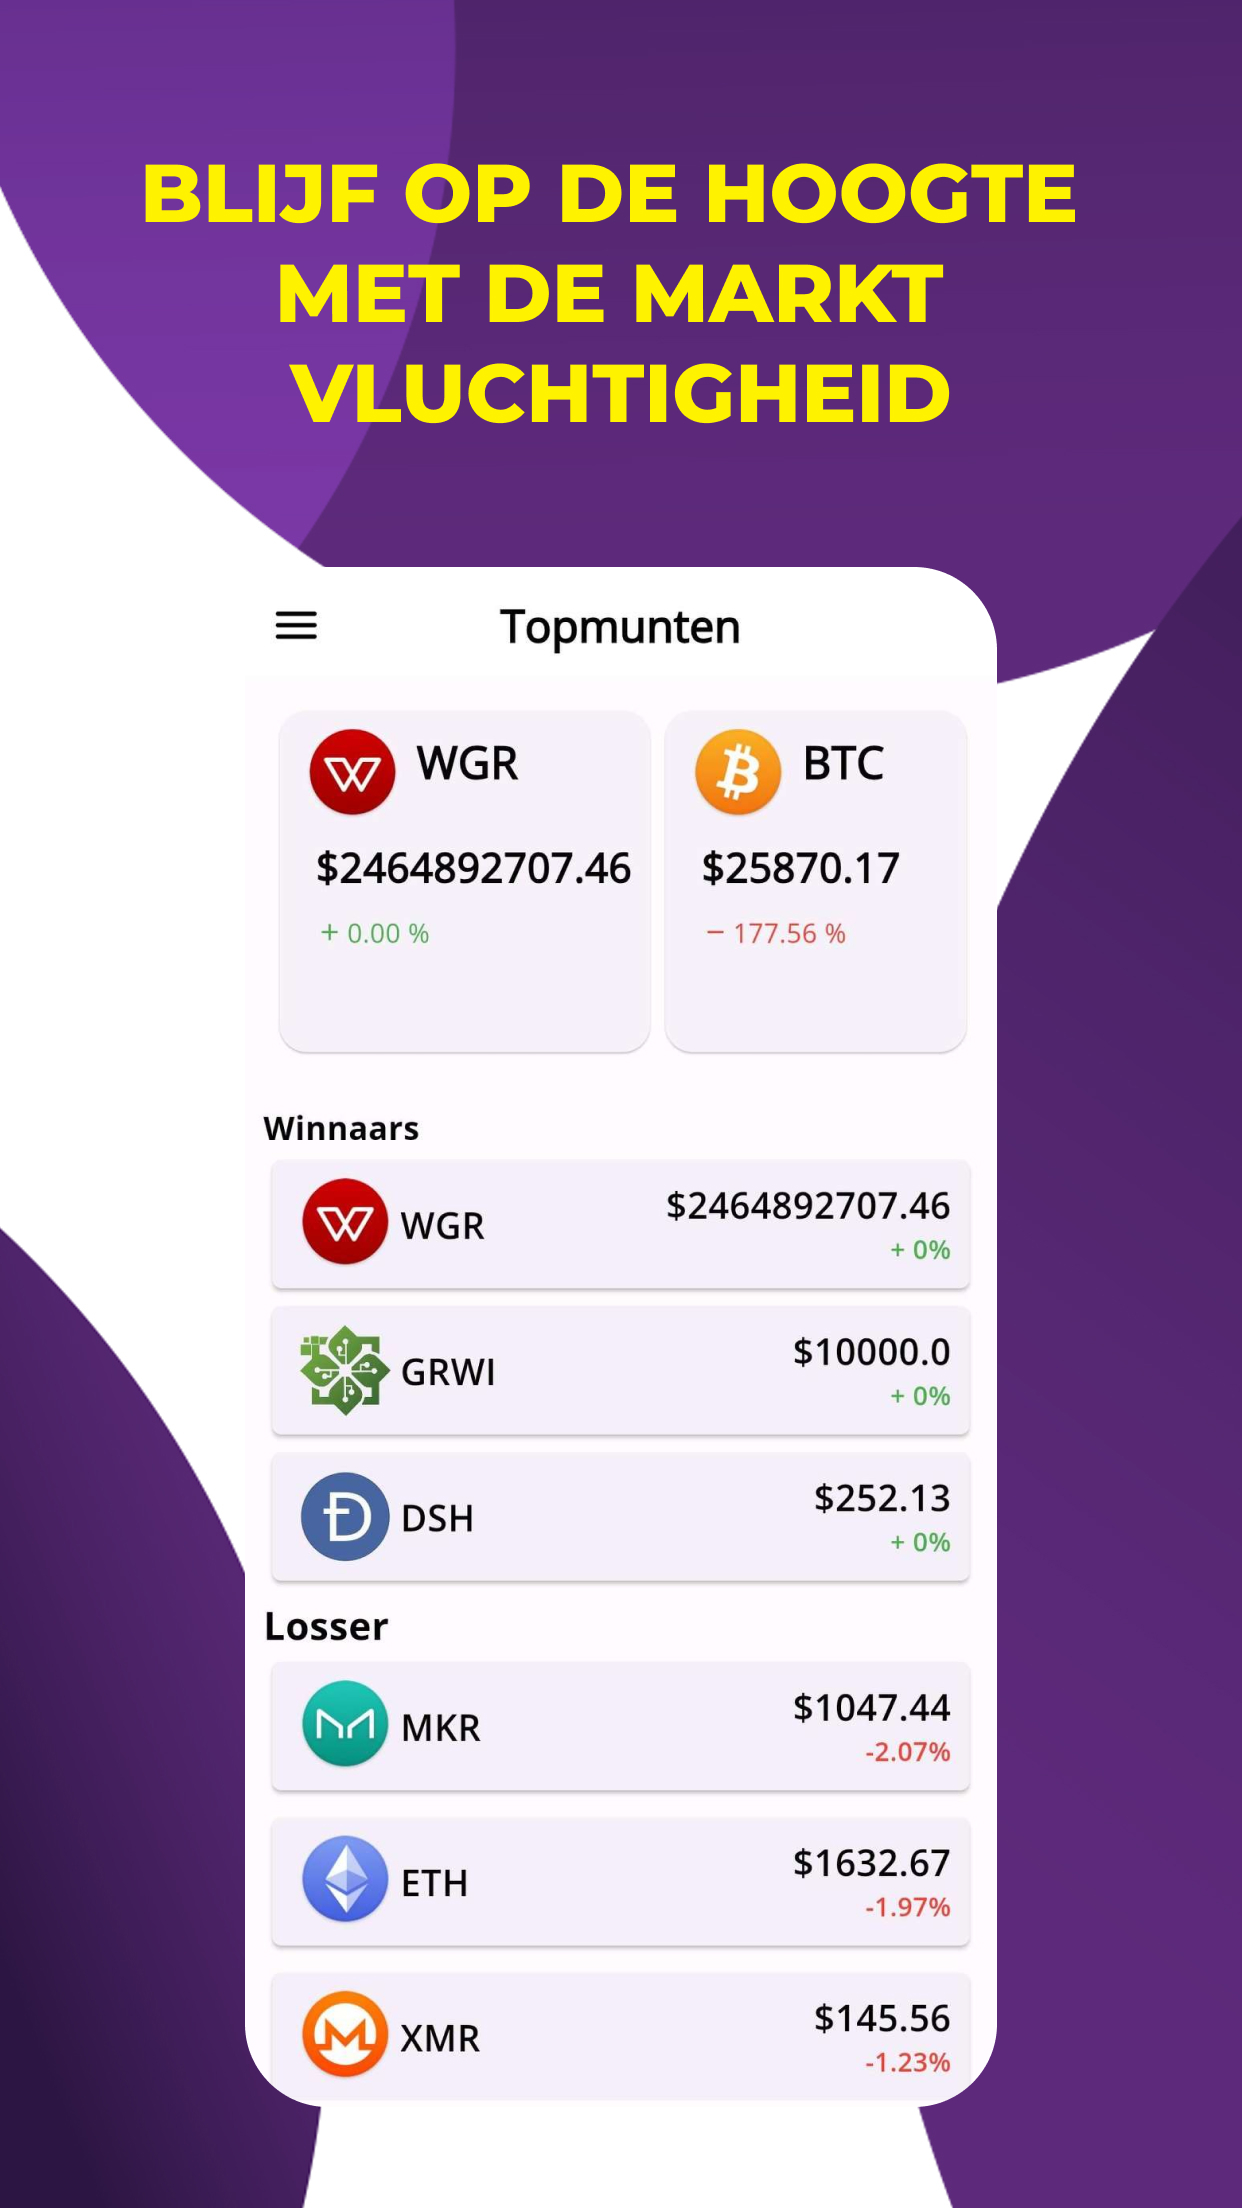 BLIJF OP DE HOOGTE
MET DE MARKT
VLUCHTIGHEID
Topmunten
WGR
$2464892707.46
+ 0.00 %
BTC
$25870.17
− 177.56 %
Winnaars
WGR
$2464892707.46
+ 0%
GRWI
$10000.0
+ 0%
DSH
$252.13
+ 0%
Losser
MKR
$1047.44
-2.07%
ETH
$1632.67
-1.97%
XMR
$145.56
-1.23%